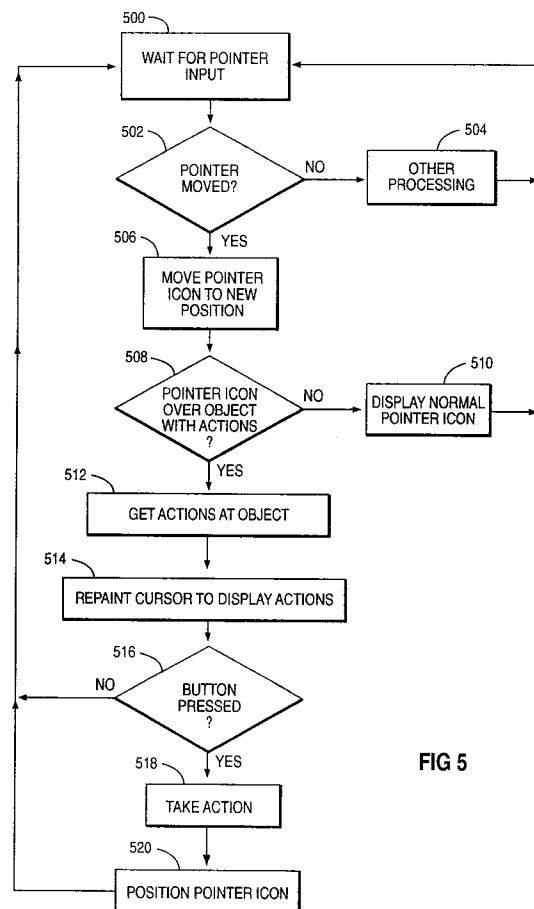 500
WAIT FOR POINTER
INPUT
502
POINTER
MOVED?
NO
504
OTHER
PROCESSING
YES
506
MOVE POINTER
ICON TO NEW
POSITION
508
POINTER ICON
OVER OBJECT
WITH ACTIONS
?
NO
510
DISPLAY NORMAL
POINTER ICON
YES
512
GET ACTIONS AT OBJECT
514
REPAINT CURSOR TO DISPLAY ACTIONS
516
NO
BUTTON
PRESSED
?
YES
FIG 5
518
TAKE ACTION
520
POSITION POINTER ICON